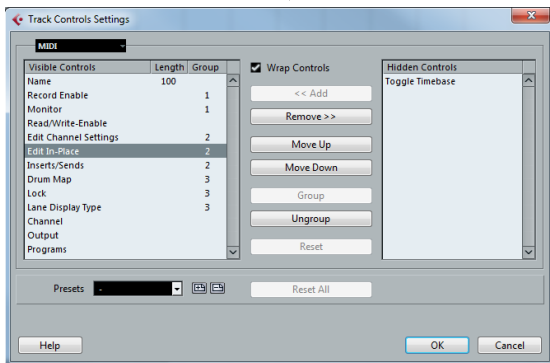 Track Controls Settings
MIDI
Visible Controls Length Group
Name 100
Record Enable 1
Monitor 1
Read/Write-Enable
Edit Channel Settings 2
Edit In-Place 2
Inserts/Sends 2
Drum Map 3
Lock 3
Lane Display Type 3
Channel
Output
Programs
Wrap Controls
<< Add
Remove >>
Move Up
Move Down
Group
Ungroup
Reset
Hidden Controls
Toggle Timebase
Presets -
Reset All
Help
OK
Cancel